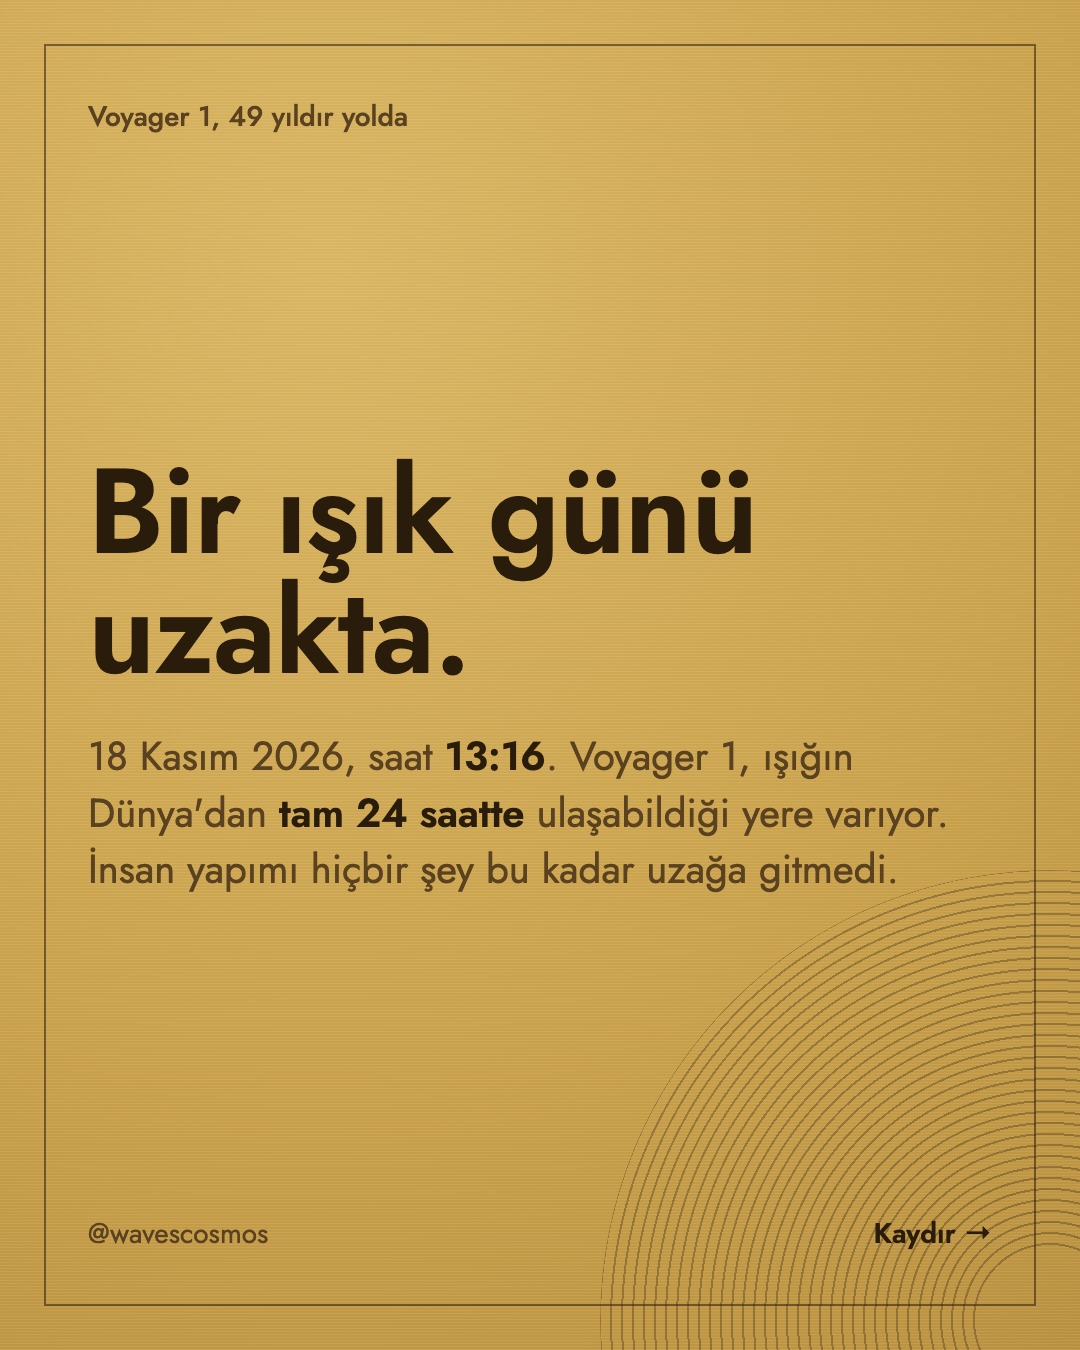 Voyager 1, 49 yıldır yolda
Bir ışık günü
uzakta.
18 Kasım 2026, saat 13:16. Voyager 1, ışığın
Dünya'dan tam 24 saatte ulaşabildiği yere varıyor.
İnsan yapımı hiçbir şey bu kadar uzağa gitmedi.
@wavescosmos
Kaydır →